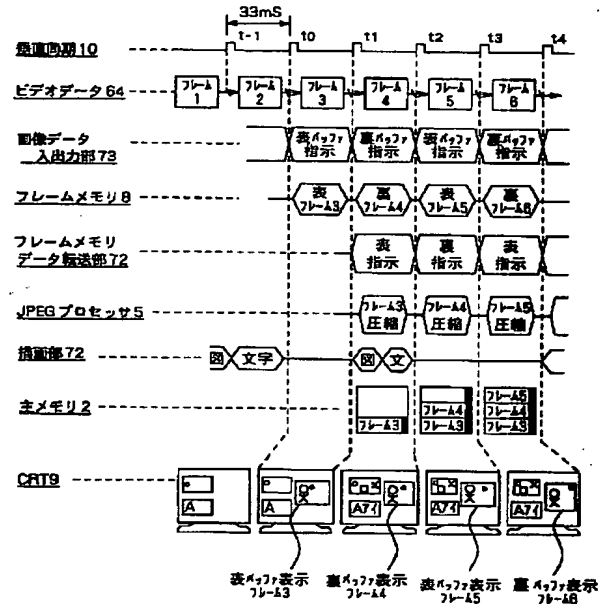 33mS
t-1 t0 t1 t2 t3 t4
垂直同期10
ビデオデータ64
フレーム1 フレーム2 フレーム3 フレーム4 フレーム5 フレーム6
画像データ
入出力部73
表バッファ指示 裏バッファ指示 表バッファ指示 裏バッファ指示
フレームメモリ8
表フレーム3 裏フレーム4 表フレーム5 裏フレーム6
フレームメモリ
データ転送部72
表指示 裏指示 表指示
JPEGプロセッサ5
フレーム3圧縮 フレーム4圧縮 フレーム5圧縮
描画部72
図 文字 図 文
主メモリ2
フレーム3
フレーム4
フレーム3
フレーム5
フレーム4
フレーム3
CRT9
A A Aアイ Aアイ Aアイ
表バッファ表示 裏バッファ表示 表バッファ表示 裏バッファ表示
フレーム3 フレーム4 フレーム5 フレーム6